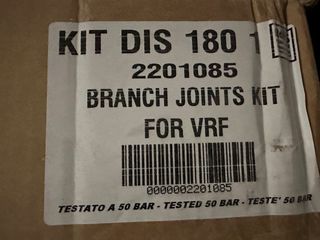 KIT DIS 180 1
2201085
BRANCH JOINTS KIT
FOR VRF
0000002201085
TESTATO A 50 BAR - TESTED 50 BAR - TESTE' 50 BAR